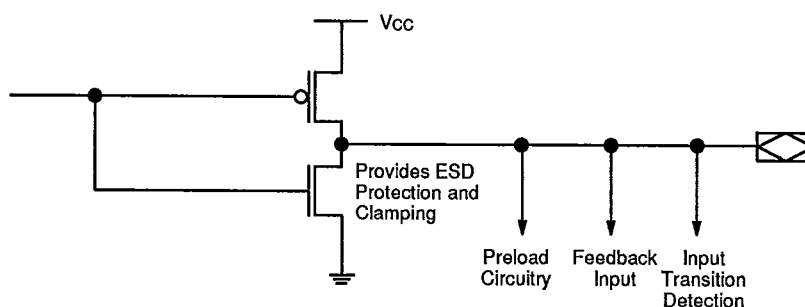 Vcc
Provides ESD
Protection and
Clamping
Preload
Circuitry
Feedback
Input
Input
Transition
Detection